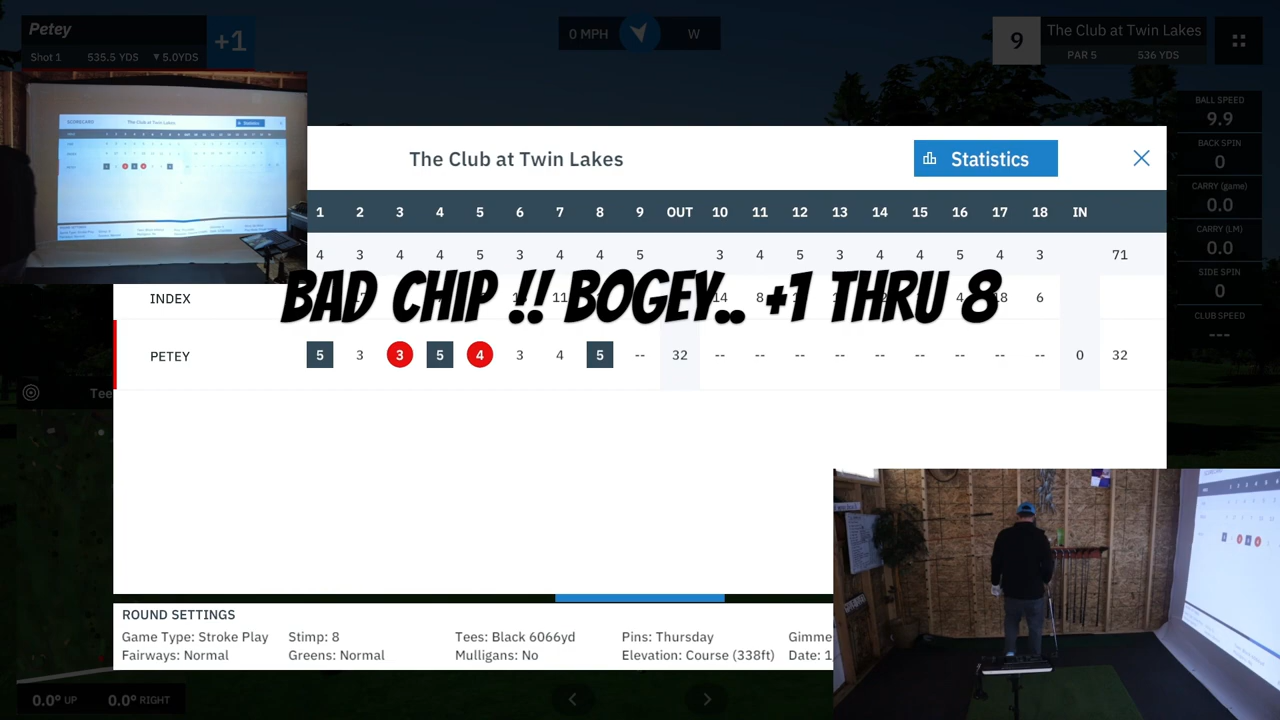 Petey
+1
Shot 1 535.5 YDS ▼5.0YDS
0 MPH W
9
The Club at Twin Lakes
PAR 5 536 YDS
BALL SPEED
9.9
BACK SPIN
0
CARRY (game)
0.0
CARRY (LM)
0.0
SIDE SPIN
0
CLUB SPEED
---
The Club at Twin Lakes
Statistics
1 2 3 4 5 6 7 8 9 OUT 10 11 12 13 14 15 16 17 18 IN
4 3 4 4 5 3 4 4 5 3 4 5 3 4 4 5 4 3 71
BAD CHIP !! BOGEY.. +1 THRU 8
INDEX 11 14 8 4 18 6
PETEY 5 3 3 5 4 3 4 5 -- 32 -- -- -- -- -- -- -- -- -- 0 32
Tee
ROUND SETTINGS
Game Type: Stroke Play Stimp: 8 Tees: Black 6066yd Pins: Thursday Gimme
Fairways: Normal Greens: Normal Mulligans: No Elevation: Course (338ft) Date: 1,
0.0° UP 0.0° RIGHT